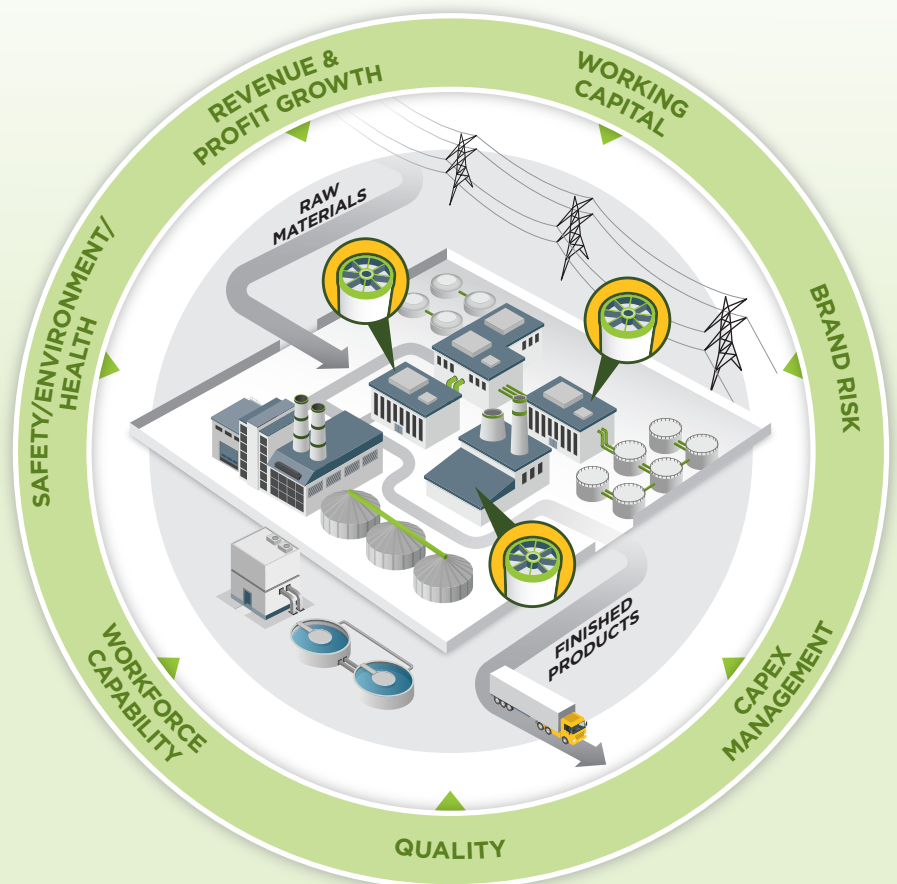 REVENUE &
PROFIT GROWTH
WORKING
CAPITAL
RAW
MATERIALS
SAFETY/ENVIRONMENT/
HEALTH
BRAND RISK
FINISHED
PRODUCTS
WORKFORCE
CAPABILITY
CAPEX
MANAGEMENT
QUALITY